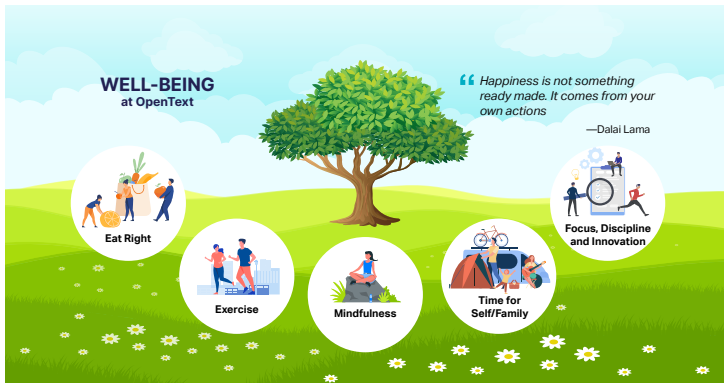 WELL-BEING
at OpenText
“ Happiness is not something
ready made. It comes from your
own actions
—Dalai Lama
Eat Right
Exercise
Mindfulness
Time for
Self/Family
Focus, Discipline
and Innovation